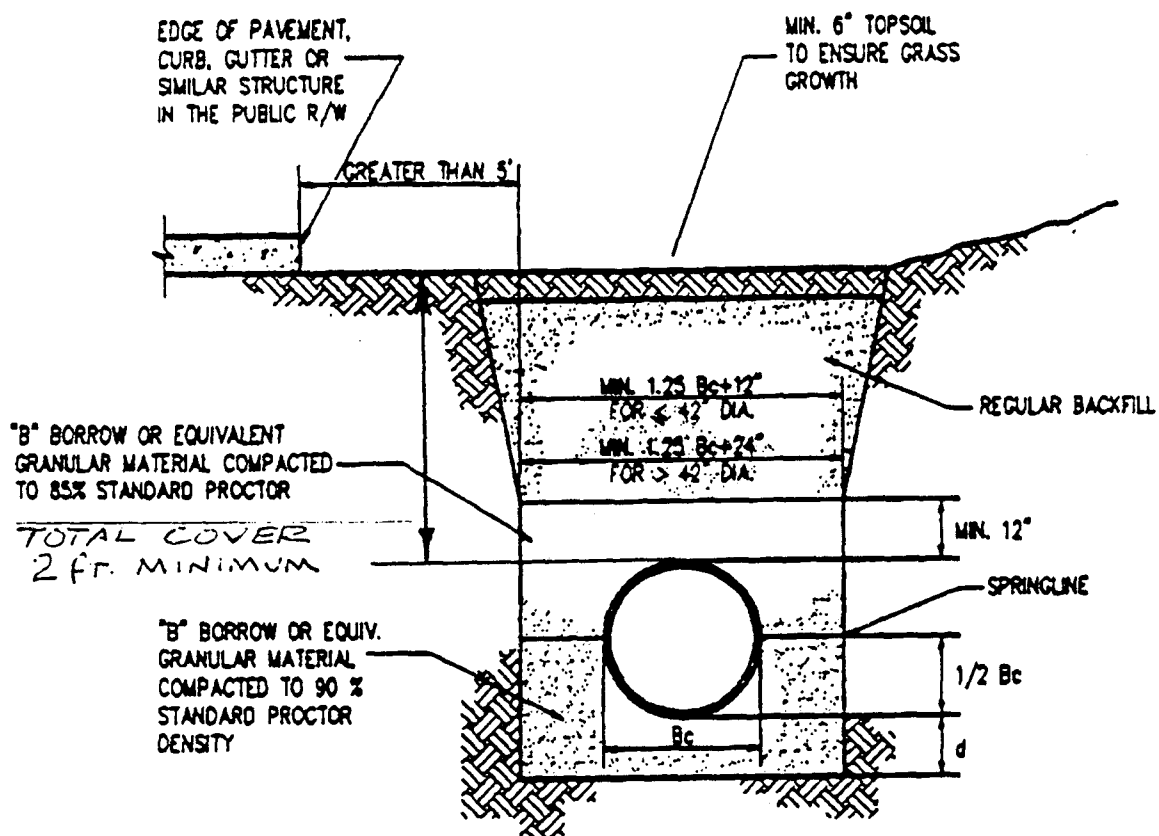 EDGE OF PAVEMENT,
CURB, GUTTER OR
SIMILAR STRUCTURE
IN THE PUBLIC R/W
MIN. 6" TOPSOIL
TO ENSURE GRASS
GROWTH
GREATER THAN 5'
MIN. 1.25 Bc+12"
FOR ≤ 42" DIA.
MIN. 1.25 Bc+24"
FOR > 42" DIA.
REGULAR BACKFILL
"B" BORROW OR EQUIVALENT
GRANULAR MATERIAL COMPACTED
TO 85% STANDARD PROCTOR
TOTAL COVER
2 fT. MINIMUM
MIN. 12"
SPRINGLINE
"B" BORROW OR EQUIV.
GRANULAR MATERIAL
COMPACTED TO 90 %
STANDARD PROCTOR
DENSITY
1/2 Bc
Bc
d